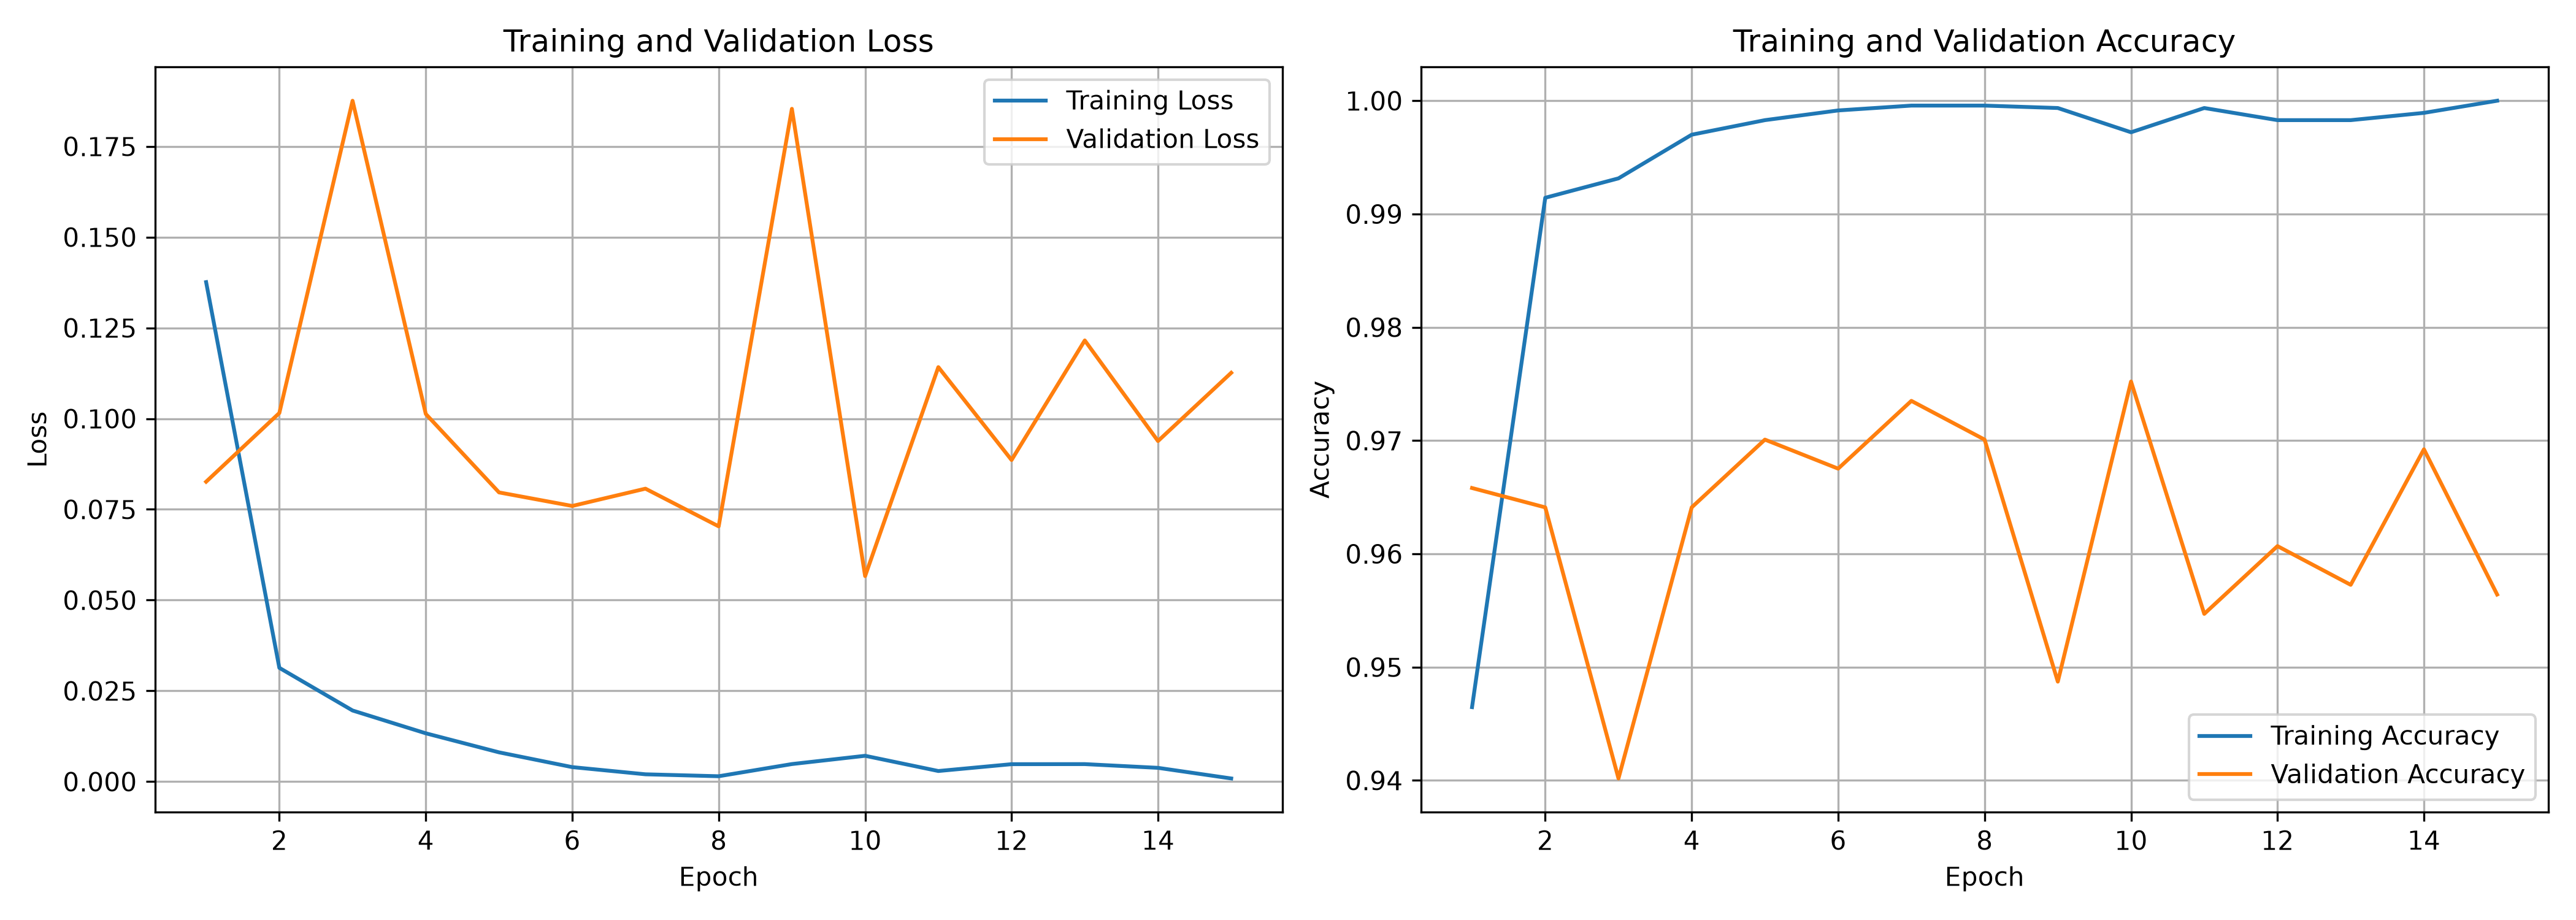 Training and Validation Loss
Training Loss
Validation Loss
0.175
0.150
0.125
0.100
0.075
0.050
0.025
0.000
Loss
2 4 6 8 10 12 14
Epoch
Training and Validation Accuracy
1.00
0.99
0.98
0.97
0.96
0.95
0.94
Accuracy
Training Accuracy
Validation Accuracy
2 4 6 8 10 12 14
Epoch